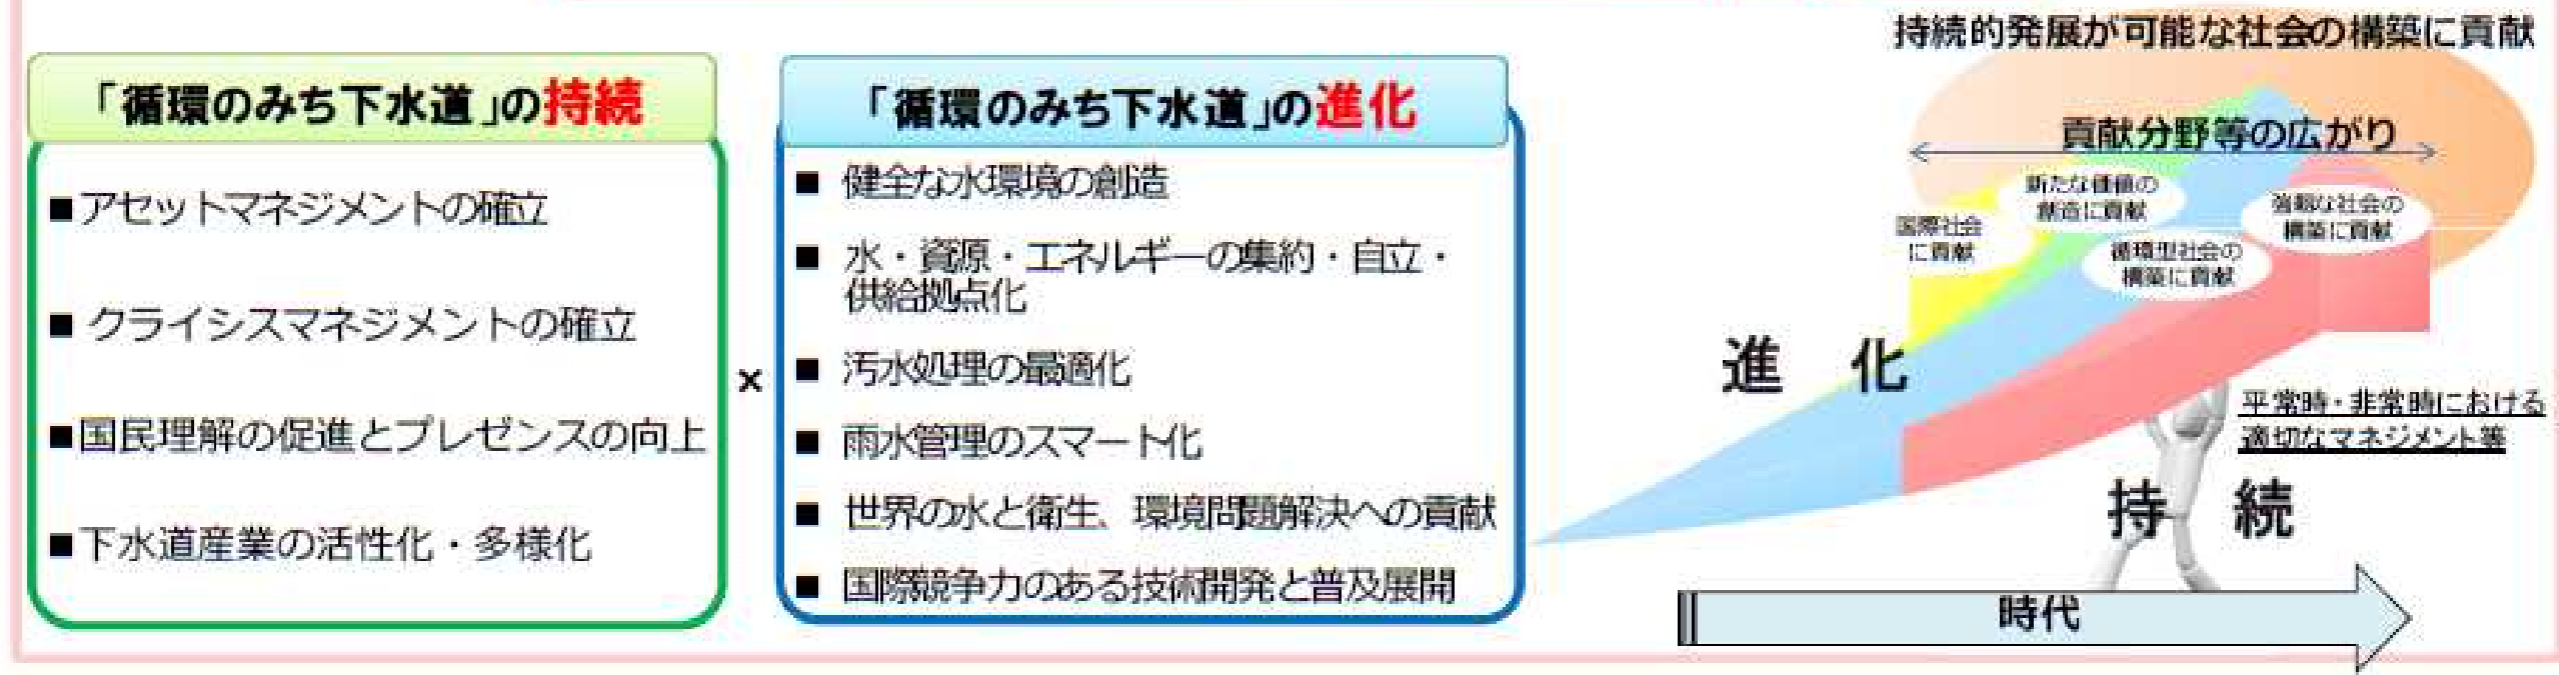 「循環のみち下水道」の持続
■アセットマネジメントの確立
■ クライシスマネジメントの確立
■国民理解の促進とプレゼンスの向上
■下水道産業の活性化・多様化
×
「循環のみち下水道」の進化
■ 健全な水環境の創造
■ 水・資源・エネルギーの集約・自立・
供給拠点化
■ 汚水処理の最適化
■ 雨水管理のスマート化
■ 世界の水と衛生、環境問題解決への貢献
■ 国際競争力のある技術開発と普及展開
持続的発展が可能な社会の構築に貢献
貢献分野等の広がり
新たな価値の
創造に貢献
国際社会
に貢献
強靱な社会の
構築に貢献
循環型社会の
構築に貢献
進 化
平常時・非常時における
適切なマネジメント等
持 続
時代